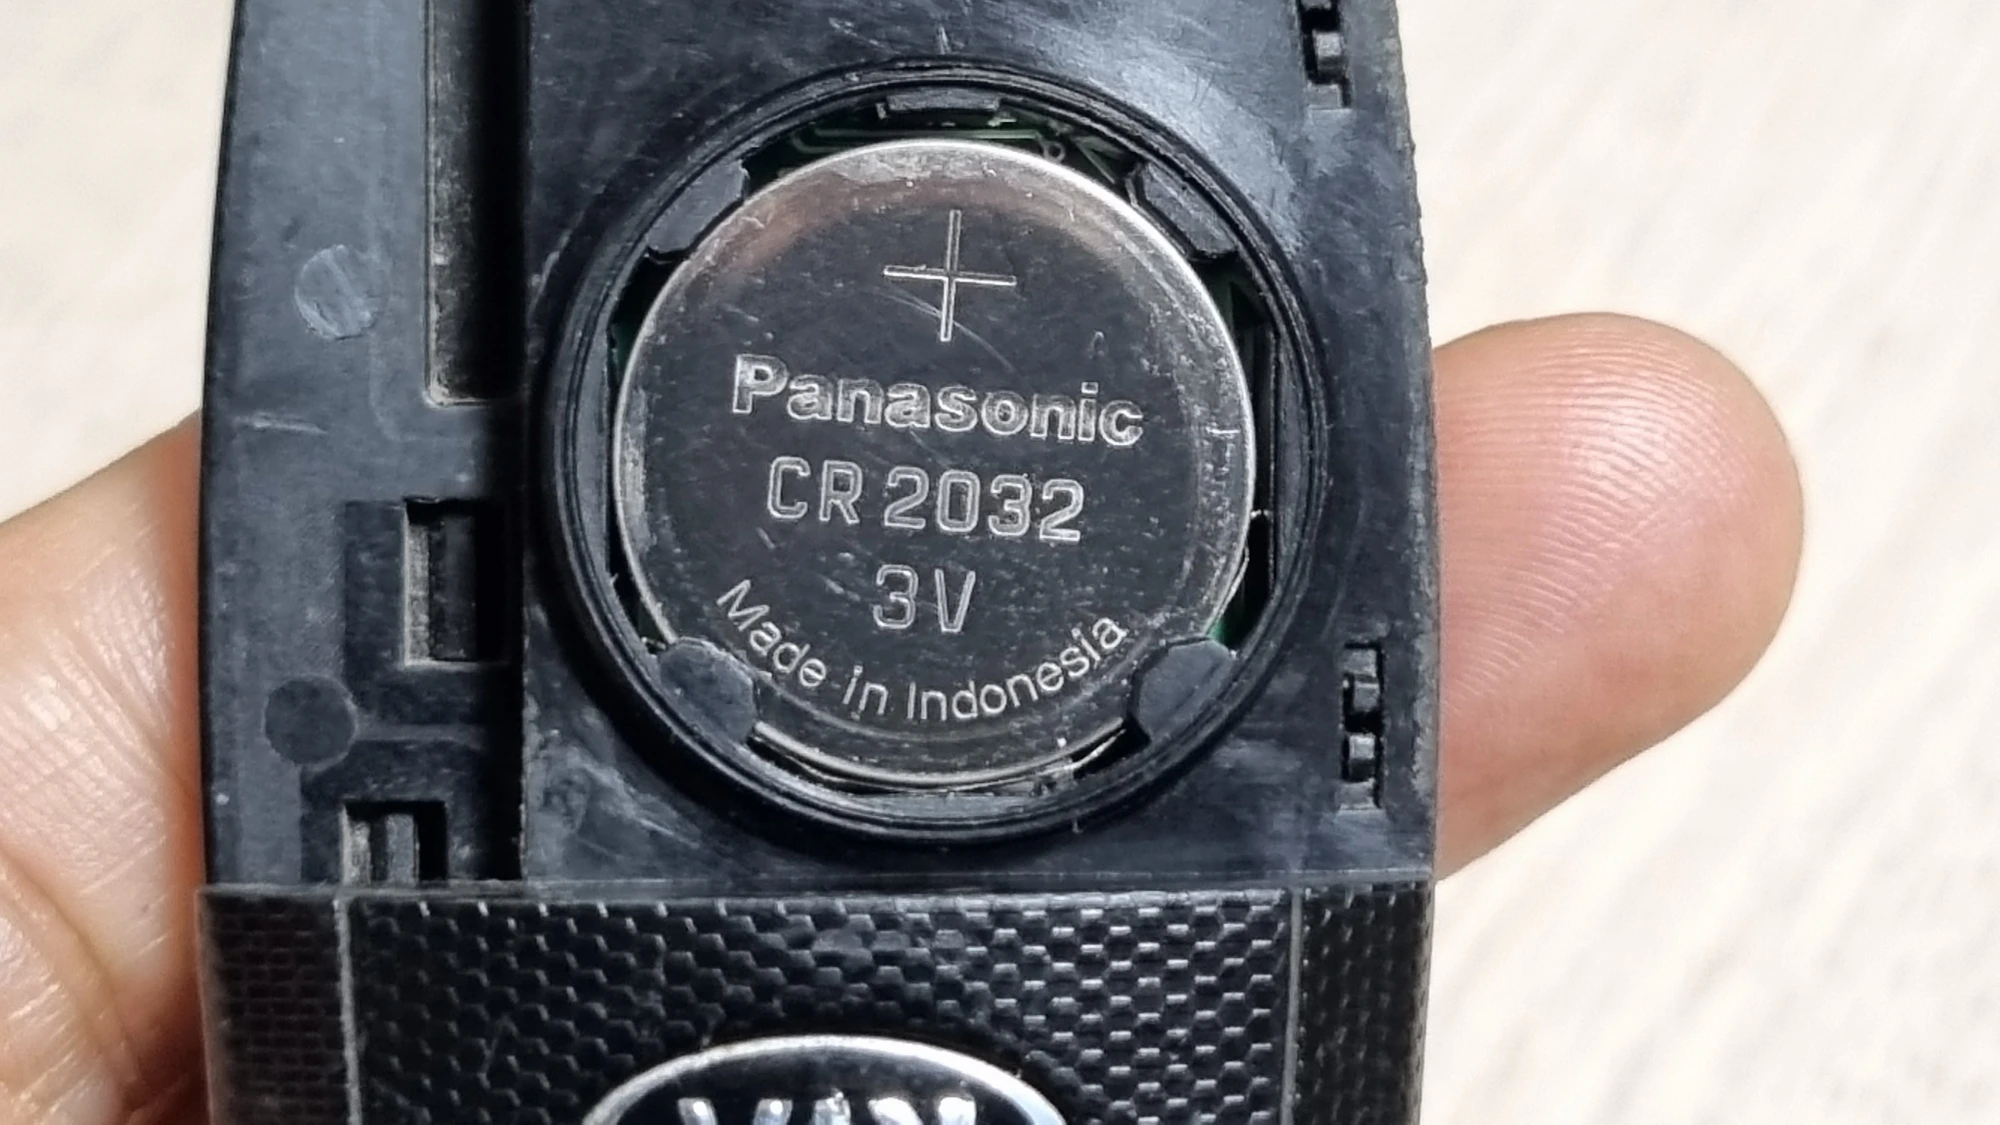 +
Panasonic
CR 2032
3V
Made in Indonesia